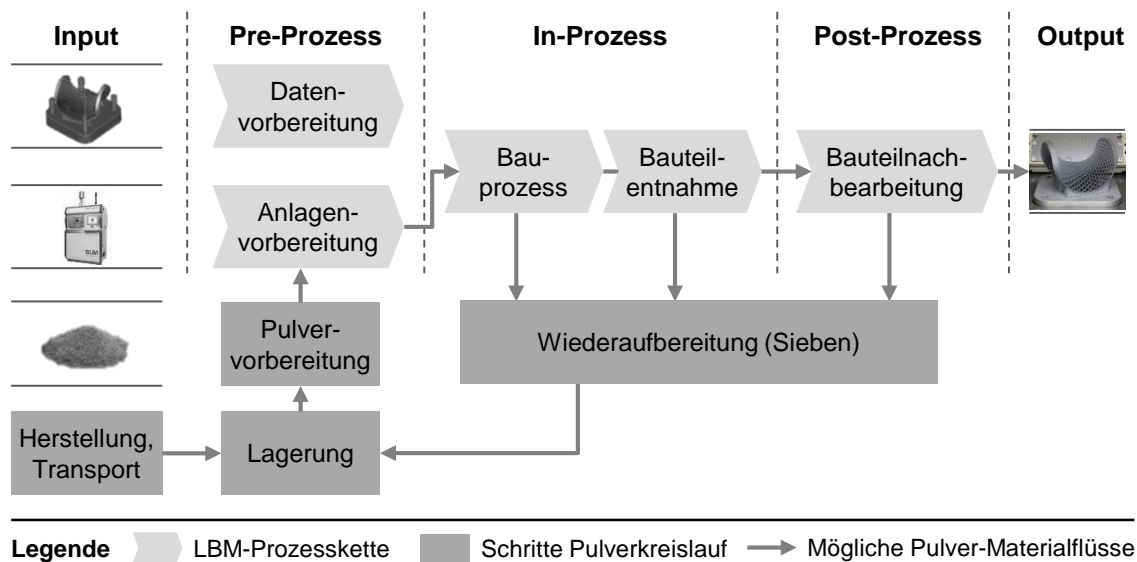 Input
Pre-Prozess
In-Prozess
Post-Prozess
Output
Daten-
vorbereitung
Bau-
prozess
Bauteil-
entnahme
Bauteilnach-
bearbeitung
Anlagen-
vorbereitung
SLM
Pulver-
vorbereitung
Wiederaufbereitung (Sieben)
Herstellung,
Transport
Lagerung
Legende
LBM-Prozesskette
Schritte Pulverkreislauf
Mögliche Pulver-Materialflüsse